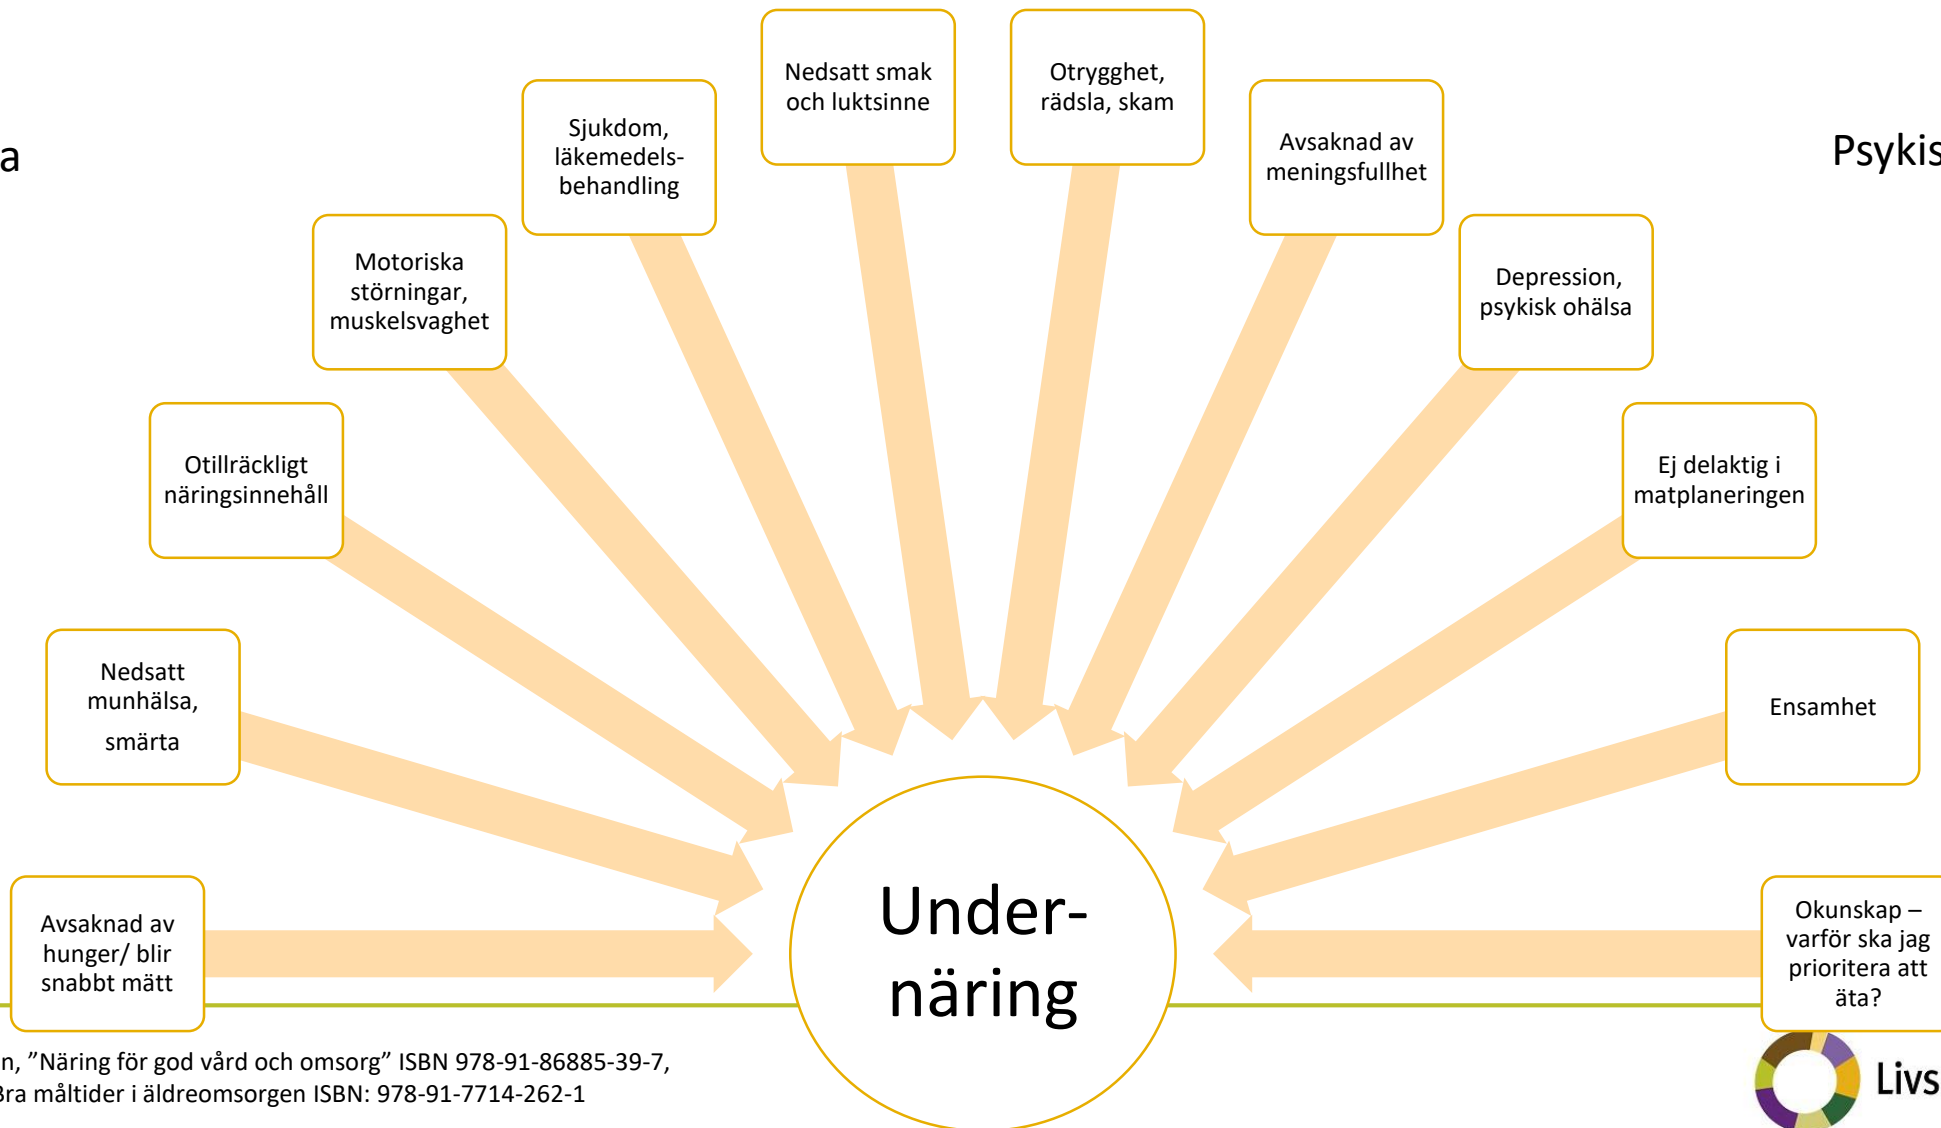 Nedsatt smak
och luktsinne
Otrygghet,
rädsla, skam
Sjukdom,
läkemedels-
behandling
Avsaknad av
meningsfullhet
a
Psykis
Motoriska
störningar,
muskelsvaghet
Depression,
psykisk ohälsa
Otillräckligt
näringsinnehåll
Ej delaktig i
matplaneringen
Nedsatt
munhälsa,
smärta
Ensamhet
Avsaknad av
hunger/ blir
snabbt mätt
Under-
näring
Okunskap –
varför ska jag
prioritera att
äta?
n, ”Näring för god vård och omsorg” ISBN 978-91-86885-39-7,
Bra måltider i äldreomsorgen ISBN: 978-91-7714-262-1
Livs